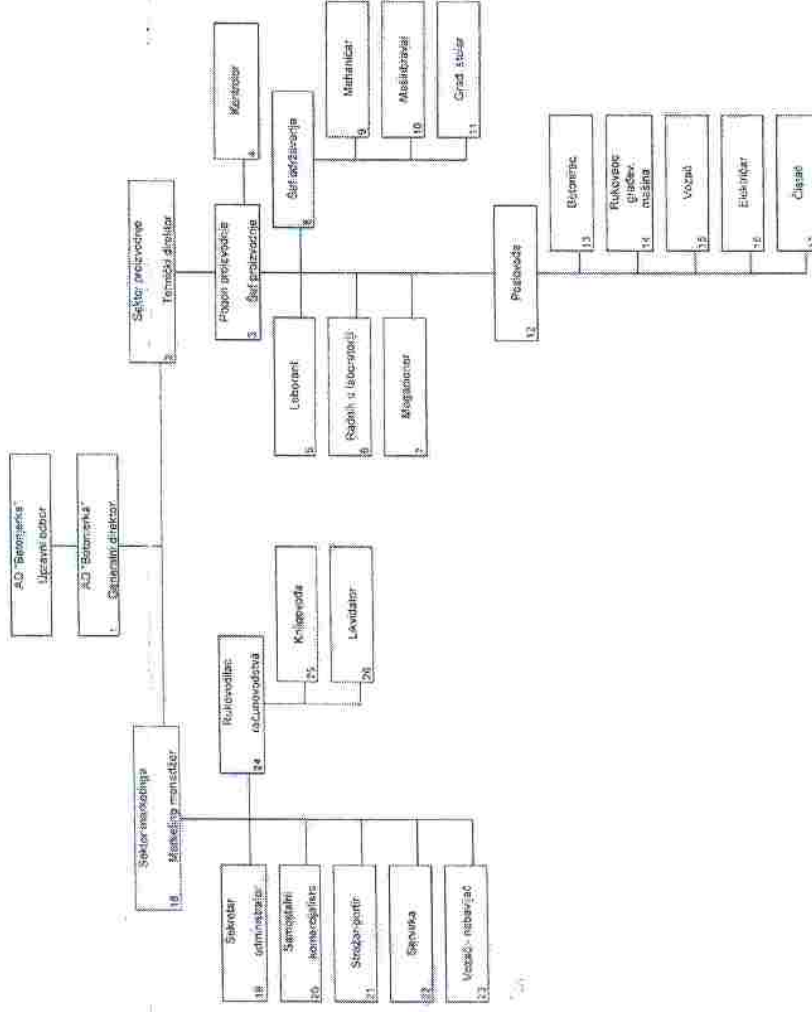 AD "Betonjerka"
Upravni odbor
AD "Betonjerka"
Generalni direktor
1
Sektor marketinga
Marketing menadžer
18
Sektor proizvodnje
Tehnički direktor
2
Sekretar
administrator
19
Samostalni
komercijalista
20
Stražar-portir
21
Servirka
22
Vozač - nabavljač
23
Rukovodilac
računovodstva
24
Knjigovođa
25
Likvidator
26
Pogon proizvodnje
Šef proizvodnje
3
Kontrolor
4
Laborant
5
Radnik u laboratoriji
6
Magacioner
7
Šef održavanja
8
Mehaničar
9
Mašinbravar
10
Građ. stolar
11
Poslovođa
12
Betonirac
13
Rukovaoc
građev.
mašina
14
Vozač
15
Električar
16
Čistač